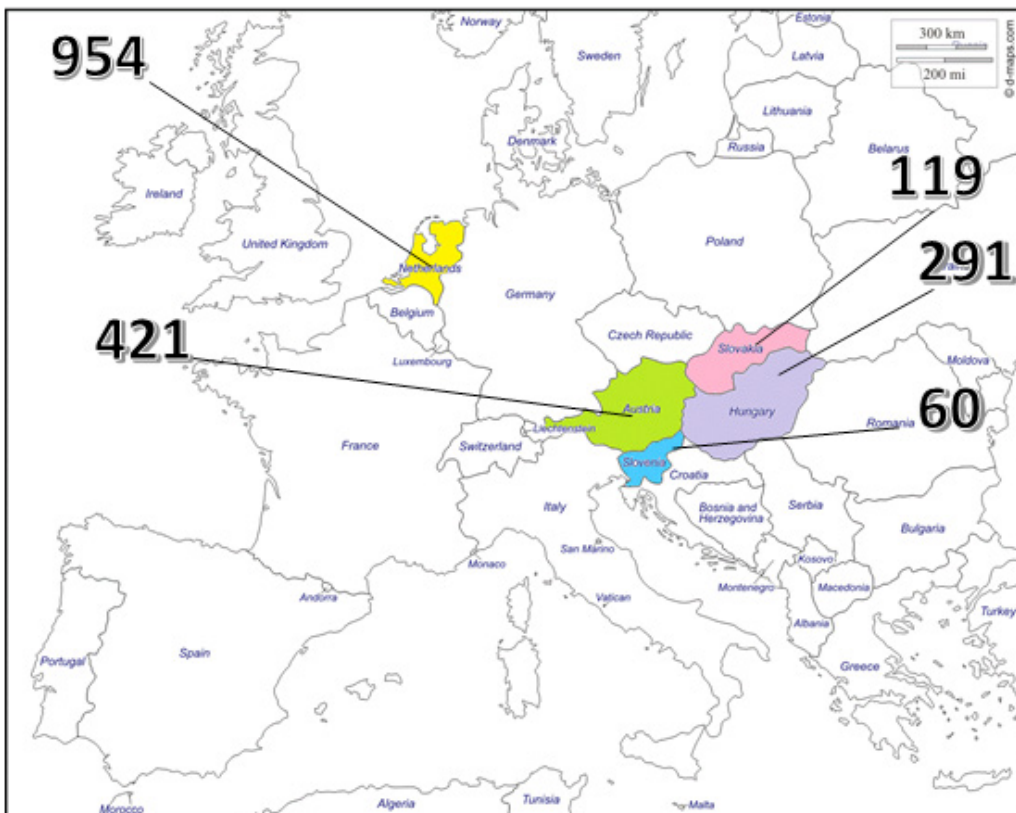 Norway
Estonia
954
Sweden
300 km
200 mi
© d-maps.com
Latvia
Lithuania
Denmark
Russia
Belarus
119
Ireland
United Kingdom
Poland
291
Netherlands
Germany
Belgium
421
Czech Republic
Slovakia
Luxembourg
Moldova
Austria
Hungary
60
Romania
Liechtenstein
France
Switzerland
Slovenia
Croatia
Italy
Bosnia and
Herzegovina
Serbia
Bulgaria
San Marino
Kosovo
Monaco
Andorra
Vatican
Montenegro
Macedonia
Albania
Turkey
Portugal
Spain
Greece
Morocco
Algeria
Tunisia
Malta